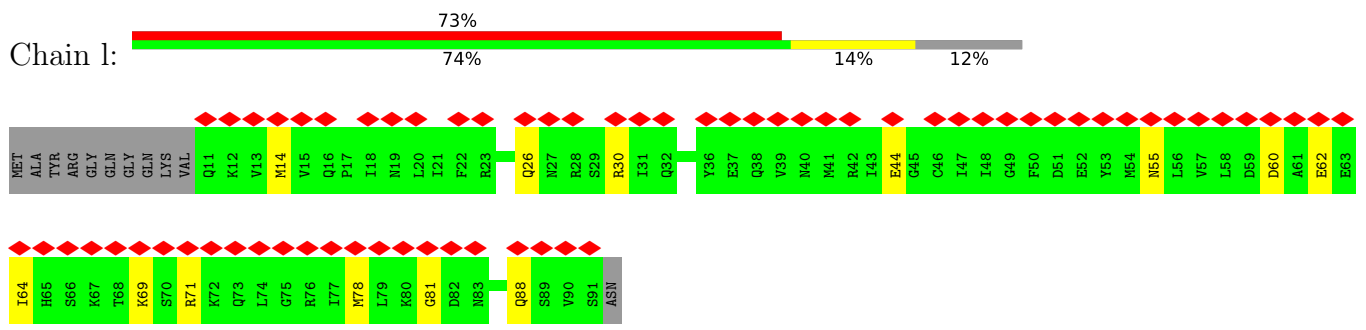 73%
Chain l:
74% 14% 12%
MET ALA TYR ARG GLY GLN GLY GLN LYS VAL Q11 K12 V13 M14 V15 Q16 P17 I18 N19 L20 I21 F22 R23 Q26 N27 R28 S29 R30 I31 Q32 Y36 E37 Q38 V39 N40 M41 R42 I43 E44 G45 C46 I47 I48 G49 F50 D51 E52 Y53 M54 N55 L56 V57 L58 D59 D60 A61 E62 E63
I64 H65 S66 K67 T68 K69 S70 R71 K72 Q73 L74 G75 R76 I77 M78 L79 K80 G81 D82 N83 Q88 S89 V90 S91 ASN